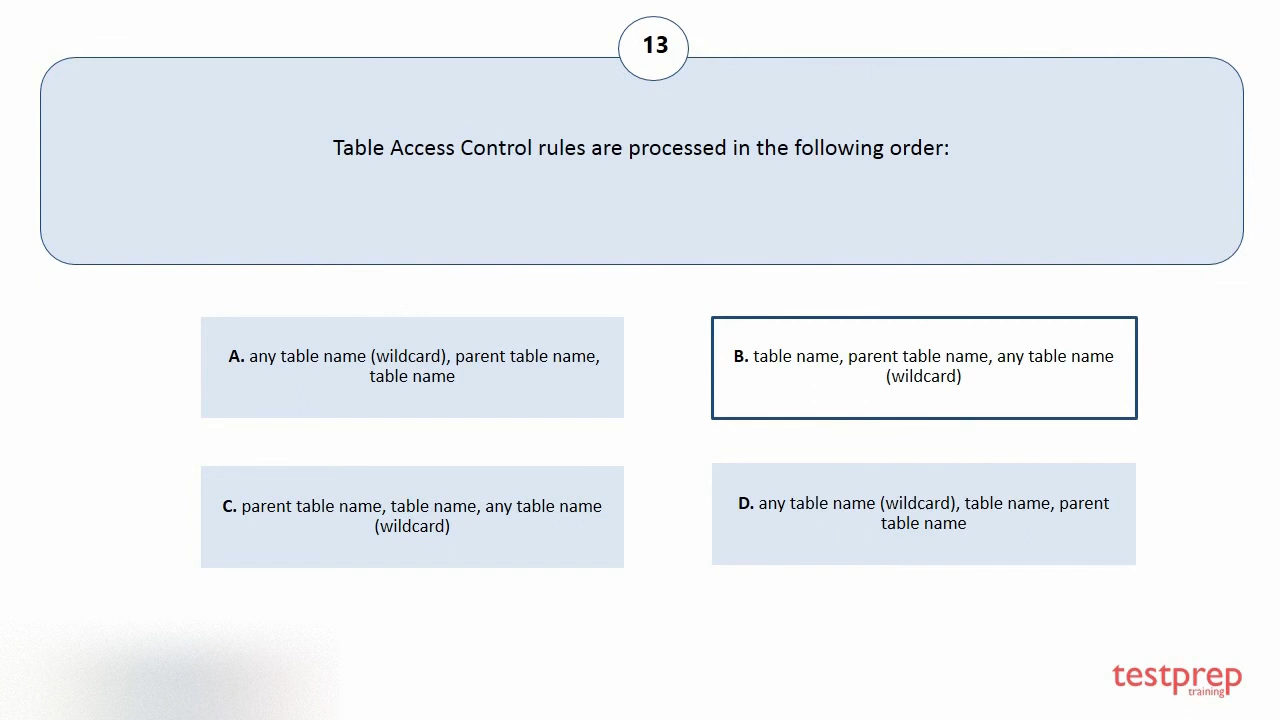 13
Table Access Control rules are processed in the following order:
A. any table name (wildcard), parent table name,
table name
B. table name, parent table name, any table name
(wildcard)
C. parent table name, table name, any table name
(wildcard)
D. any table name (wildcard), table name, parent
table name
testprep
training